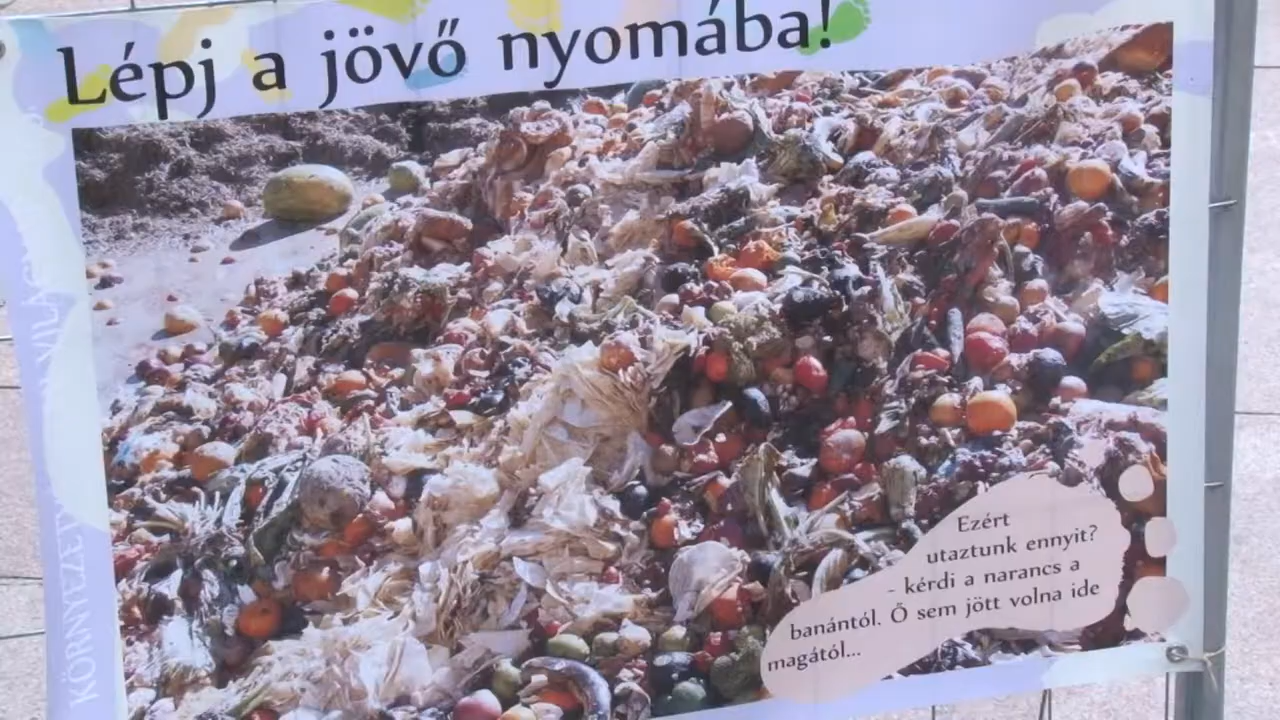 Lépj a jövő nyomába!
Ezért
utaztunk ennyit?
- kérdi a narancs a
banántól. Ő sem jött volna ide
magától...